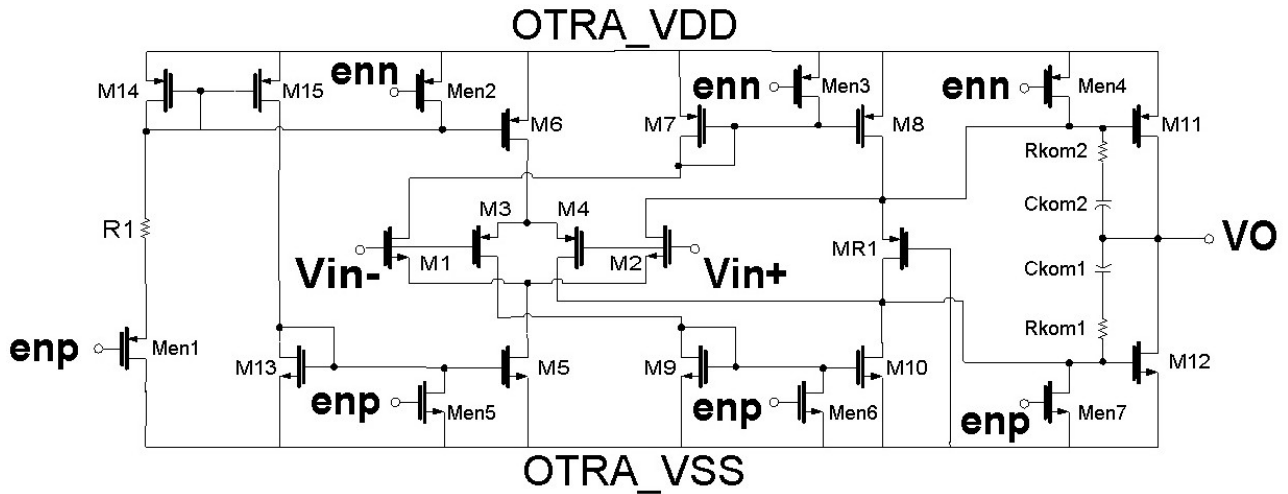 OTRA_VDD
M14
M15
enn
Men2
M6
M7
enn
Men3
M8
enn
Men4
M11
Rkom2
R1
M3
M4
Ckom2
Vin-
M1
M2
Vin+
MR1
VO
Ckom1
Rkom1
enp
Men1
M13
M5
M9
M10
M12
enp
Men5
enp
Men6
enp
Men7
OTRA_VSS